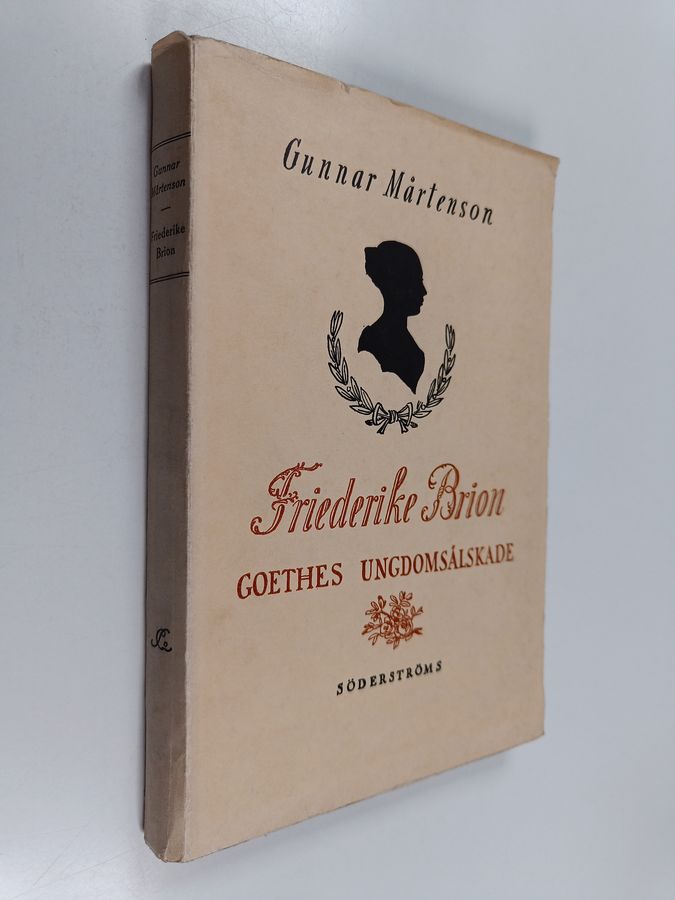 Gunnar Mårtenson
Friederike Brion
GOETHES UNGDOMSÄLSKADE
SÖDERSTRÖMS
Gunnar
Mårtenson
Friederike
Brion